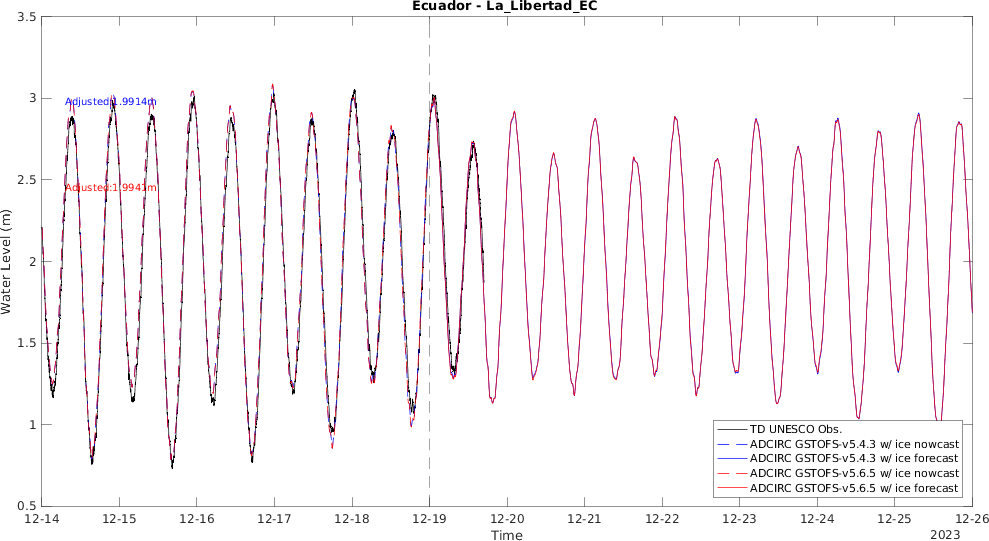 Ecuador - La_Libertad_EC
3.5
3
2.5
2
1.5
1
0.5
Water Level (m)
Adjusted:1.9914m
Adjusted:1.9941m
TD UNESCO Obs.
ADCIRC GSTOFS-v5.4.3 w/ ice nowcast
ADCIRC GSTOFS-v5.4.3 w/ ice forecast
ADCIRC GSTOFS-v5.6.5 w/ ice nowcast
ADCIRC GSTOFS-v5.6.5 w/ ice forecast
12-14 12-15 12-16 12-17 12-18 12-19 12-20 12-21 12-22 12-23 12-24 12-25 12-26
Time
2023